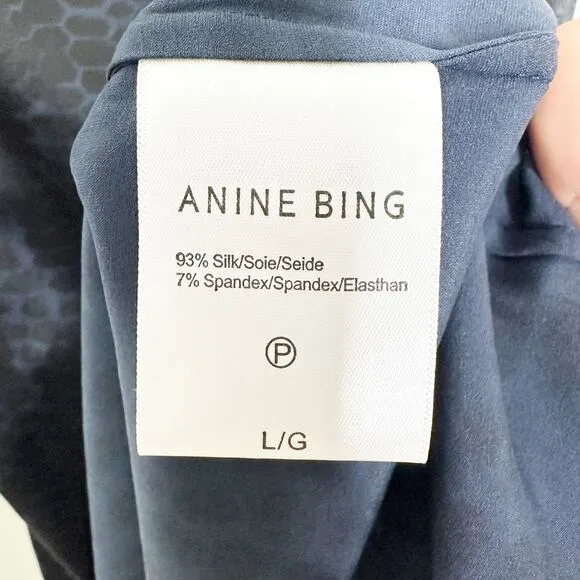 ANINE BING
93% Silk/Soie/Seide
7% Spandex/Spandex/Elasthan
P
L/G